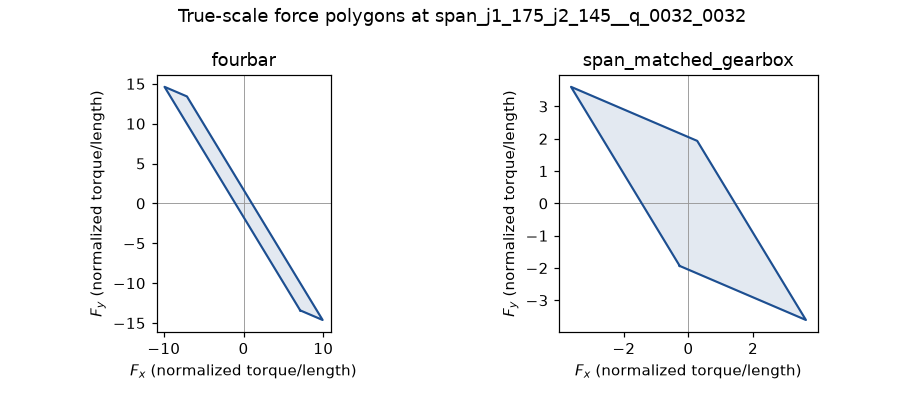 True-scale force polygons at span_j1_175_j2_145__q_0032_0032
fourbar
F_y (normalized torque/length)
15
10
5
0
−5
−10
−15
−10 0 10
F_x (normalized torque/length)
span_matched_gearbox
F_y (normalized torque/length)
3
2
1
0
−1
−2
−3
−2 0 2
F_x (normalized torque/length)